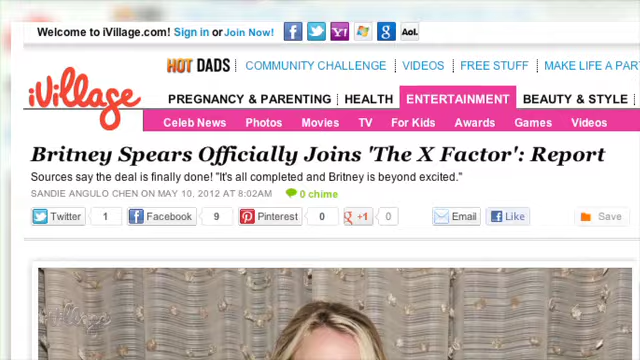 Welcome to iVillage.com! Sign in or Join Now! f Y! g Aol.
iVillage
HOT DADS COMMUNITY CHALLENGE VIDEOS FREE STUFF MAKE LIFE A PAR
PREGNANCY & PARENTING HEALTH ENTERTAINMENT BEAUTY & STYLE
Celeb News Photos Movies TV For Kids Awards Games Videos
Britney Spears Officially Joins 'The X Factor': Report
Sources say the deal is finally done! "It's all completed and Britney is beyond excited."
SANDIE ANGULO CHEN ON MAY 10, 2012 AT 8:02AM 0 chime
Twitter 1 Facebook 9 Pinterest 0 g +1 0 Email Like Save
iVillage